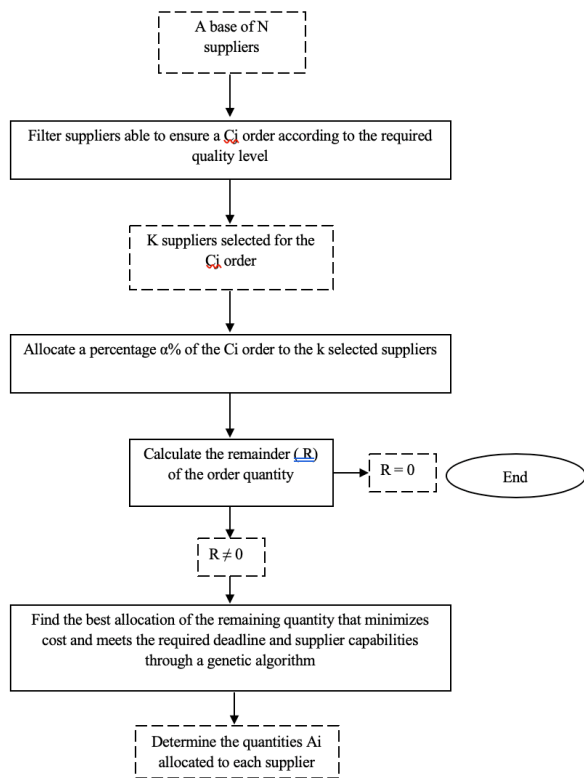 A base of N
suppliers
Filter suppliers able to ensure a Ci order according to the required
quality level
K suppliers selected for the
Ci order
Allocate a percentage α% of the Ci order to the k selected suppliers
Calculate the remainder ( R)
of the order quantity
R = 0
End
R ≠ 0
Find the best allocation of the remaining quantity that minimizes
cost and meets the required deadline and supplier capabilities
through a genetic algorithm
Determine the quantities Ai
allocated to each supplier